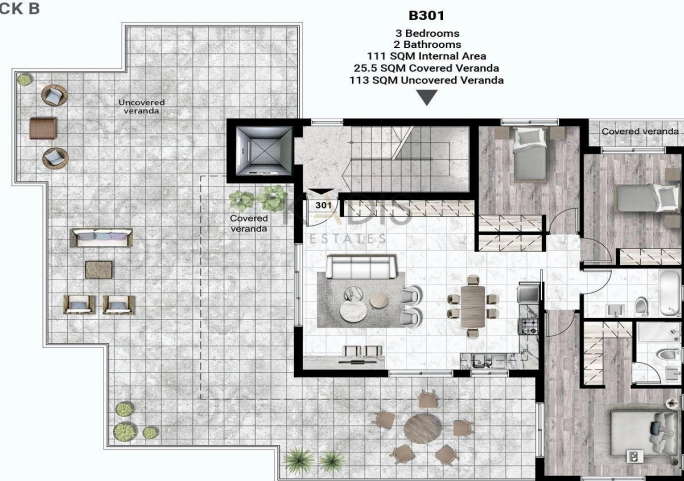 CK B
B301
3 Bedrooms
2 Bathrooms
111 SQM Internal Area
25.5 SQM Covered Veranda
113 SQM Uncovered Veranda
Uncovered
veranda
Covered veranda
301
Covered
veranda
ESTATES